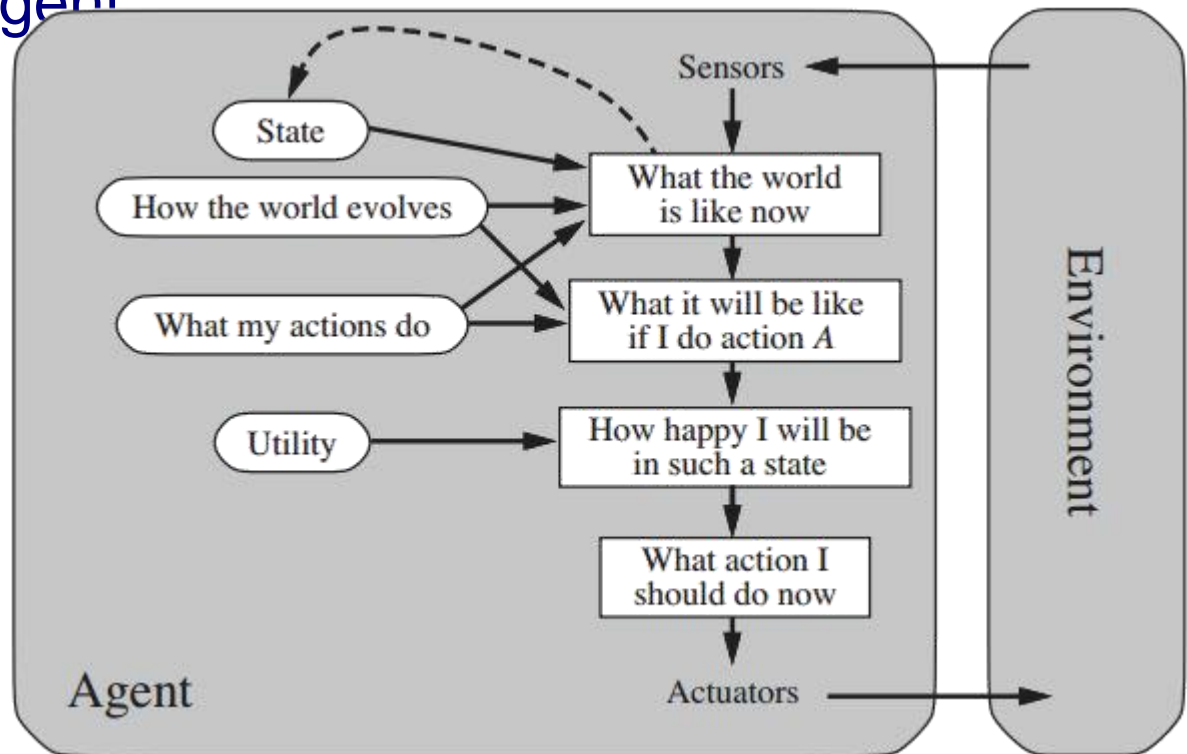 gent
Sensors
State
What the world
is like now
How the world evolves
What it will be like
if I do action A
What my actions do
How happy I will be
in such a state
Utility
What action I
should do now
Agent
Actuators
Environment